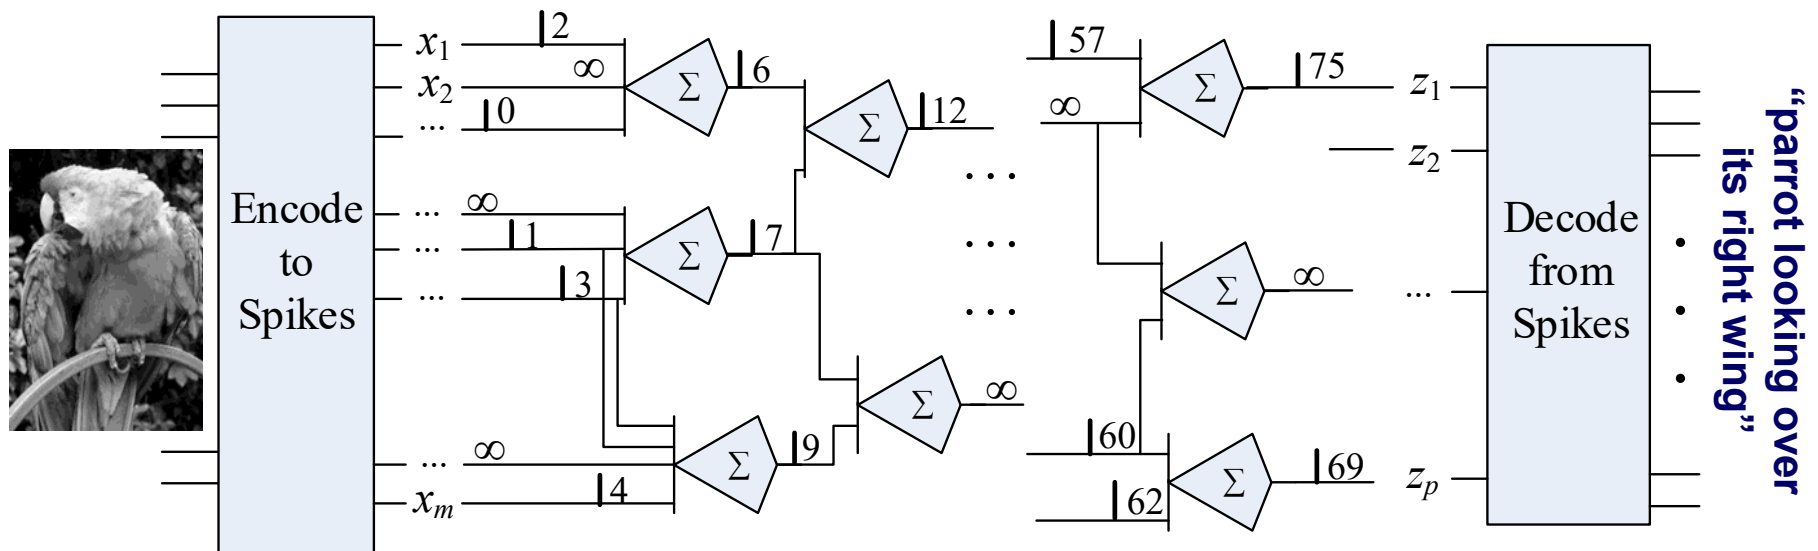 Encode
to
Spikes
x1
x2
...
...
...
...
...
xm
2
∞
0
∞
1
3
∞
4
Σ
Σ
Σ
6
7
9
Σ
Σ
12
∞
...
...
...
57
∞
60
62
Σ
Σ
Σ
75
∞
69
z1
z2
...
zp
Decode
from
Spikes
“parrot looking over
its right wing”